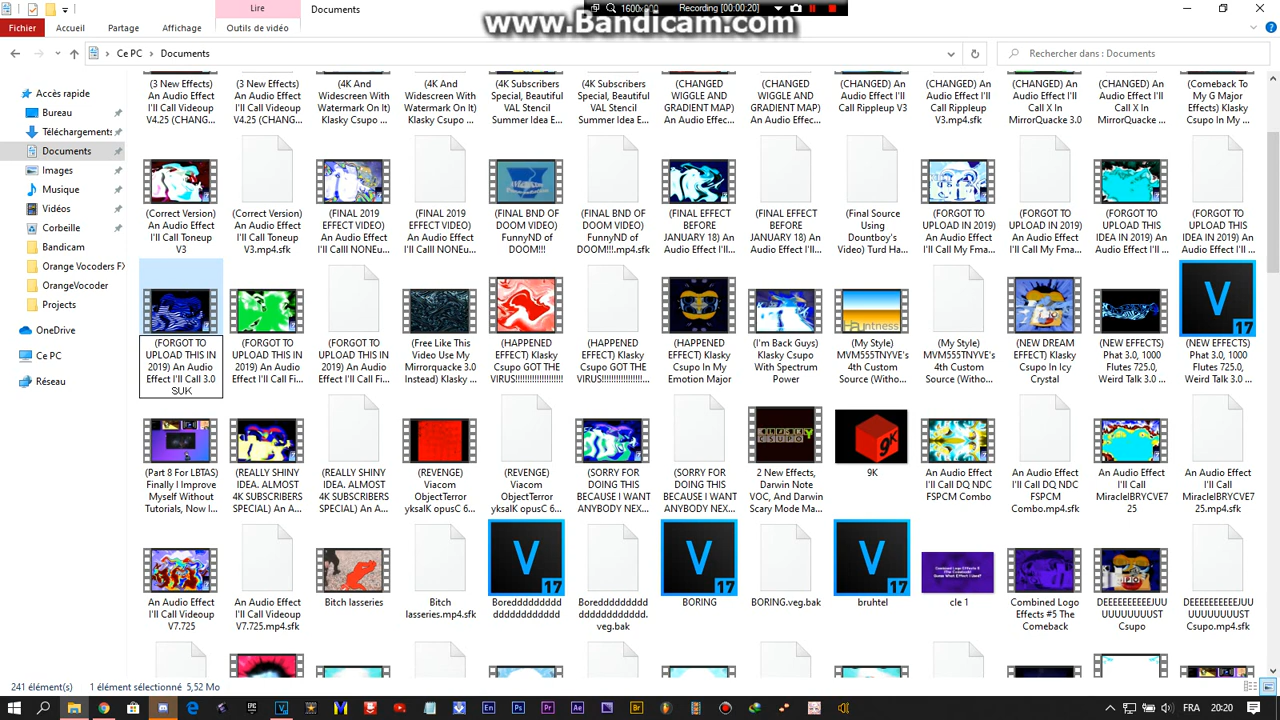 Lire
Documents
1600x900
Recording [00:00:20]
www.Bandicam.com
Fichier
Accueil
Partage
Affichage
Outils de vidéo
Ce PC > Documents
Rechercher dans : Documents
Accès rapide
Bureau
Téléchargements
Documents
Images
Musique
Vidéos
Corbeille
Bandicam
Orange Vocoders FX
OrangeVocoder
Projects
OneDrive
Ce PC
Réseau
(3 New Effects) An Audio Effect I'll Call Videoup V4.25 (CHANG...
(3 New Effects) An Audio Effect I'll Call Videoup V4.25 (CHANG...
(4K And Widescreen With Watermark On It) Klasky Csupo ...
(4K And Widescreen With Watermark On It) Klasky Csupo ...
(4K Subscribers Special, Beautiful VAL Stencil Summer Idea E...
(4K Subscribers Special, Beautiful VAL Stencil Summer Idea E...
(CHANGED WIGGLE AND GRADIENT MAP) An Audio Effec...
(CHANGED WIGGLE AND GRADIENT MAP) An Audio Effec...
(CHANGED) An Audio Effect I'll Call Rippleup V3
(CHANGED) An Audio Effect I'll Call Rippleup V3.mp4.sfk
(CHANGED) An Audio Effect I'll Call X In MirrorQuacke 3.0
(CHANGED) An Audio Effect I'll Call X In MirrorQuacke ...
(Comeback To My G Major Effects) Klasky Csupo In My ...
(Correct Version) An Audio Effect I'll Call Toneup V3
(Correct Version) An Audio Effect I'll Call Toneup V3.mp4.sfk
(FINAL 2019 EFFECT VIDEO) An Audio Effect I'll Call NONEu...
(FINAL 2019 EFFECT VIDEO) An Audio Effect I'll Call NONEu...
(FINAL BND OF DOOM VIDEO) FunnyND of DOOM!!!
(FINAL BND OF DOOM VIDEO) FunnyND of DOOM!!!.mp4.sfk
(FINAL EFFECT BEFORE JANUARY 18) An Audio Effect I'll...
(FINAL EFFECT BEFORE JANUARY 18) An Audio Effect I'll...
(Final Source Using Dountboy's Video) Turd Ha...
(FORGOT TO UPLOAD IN 2019) An Audio Effect I'll Call My Fma...
(FORGOT TO UPLOAD IN 2019) An Audio Effect I'll Call My Fma...
(FORGOT TO UPLOAD THIS IDEA IN 2019) An Audio Effect I'll ...
(FORGOT TO UPLOAD THIS IDEA IN 2019) An Audio Effect I'll ...
(FORGOT TO UPLOAD THIS IN 2019) An Audio Effect I'll Call 3.0 SUK
(FORGOT TO UPLOAD THIS IN 2019) An Audio Effect I'll Call Fi...
(FORGOT TO UPLOAD THIS IN 2019) An Audio Effect I'll Call Fi...
(Free Like This Video Use My Mirrorquacke 3.0 Instead) Klasky ...
(HAPPENED EFFECT) Klasky Csupo GOT THE VIRUS!!!!!!!!!!!!!!!!!!!
(HAPPENED EFFECT) Klasky Csupo GOT THE VIRUS!!!!!!!!!!!!!!!!!!!
(HAPPENED EFFECT) Klasky Csupo In My Emotion Major
(I'm Back Guys) Klasky Csupo With Spectrum Power
(My Style) MVM555TNYVE's 4th Custom Source (Witho...
(My Style) MVM555TNYVE's 4th Custom Source (Witho...
(NEW DREAM EFFECT) Klasky Csupo In Icy Crystal
(NEW EFFECTS) Phat 3.0, 1000 Flutes 725.0, Weird Talk 3.0 ...
(NEW EFFECTS) Phat 3.0, 1000 Flutes 725.0, Weird Talk 3.0 ...
(Part 8 For LBTAS) Finally I Improve Myself Without Tutorials, Now I...
(REALLY SHINY IDEA. ALMOST 4K SUBSCRIBERS SPECIAL) An A...
(REALLY SHINY IDEA. ALMOST 4K SUBSCRIBERS SPECIAL) An A...
(REVENGE) Viacom ObjectTerror yksalK opusC 6...
(REVENGE) Viacom ObjectTerror yksalK opusC 6...
(SORRY FOR DOING THIS BECAUSE I WANT ANYBODY NEX...
(SORRY FOR DOING THIS BECAUSE I WANT ANYBODY NEX...
2 New Effects, Darwin Note VOC, And Darwin Scary Mode Ma...
9K
An Audio Effect I'll Call DQ NDC FSPCM Combo
An Audio Effect I'll Call DQ NDC FSPCM Combo.mp4.sfk
An Audio Effect I'll Call MiracleIBRYCVE7 25
An Audio Effect I'll Call MiracleIBRYCVE7 25.mp4.sfk
An Audio Effect I'll Call Videoup V7.725
An Audio Effect I'll Call Videoup V7.725.mp4.sfk
Bitch lasseries
Bitch lasseries.mp4.sfk
Boreddddddddd ddddddddddddd
Boreddddddddd ddddddddddddd .veg.bak
BORING
BORING.veg.bak
bruhtel
cle 1
Combined Logo Effects #5 The Comeback
DEEEEEEEEEJUU UUUUUUUUST Csupo
DEEEEEEEEEJUU UUUUUUUUST Csupo.mp4.sfk
241 élément(s)
1 élément sélectionné 5,52 Mo
FR
20:20